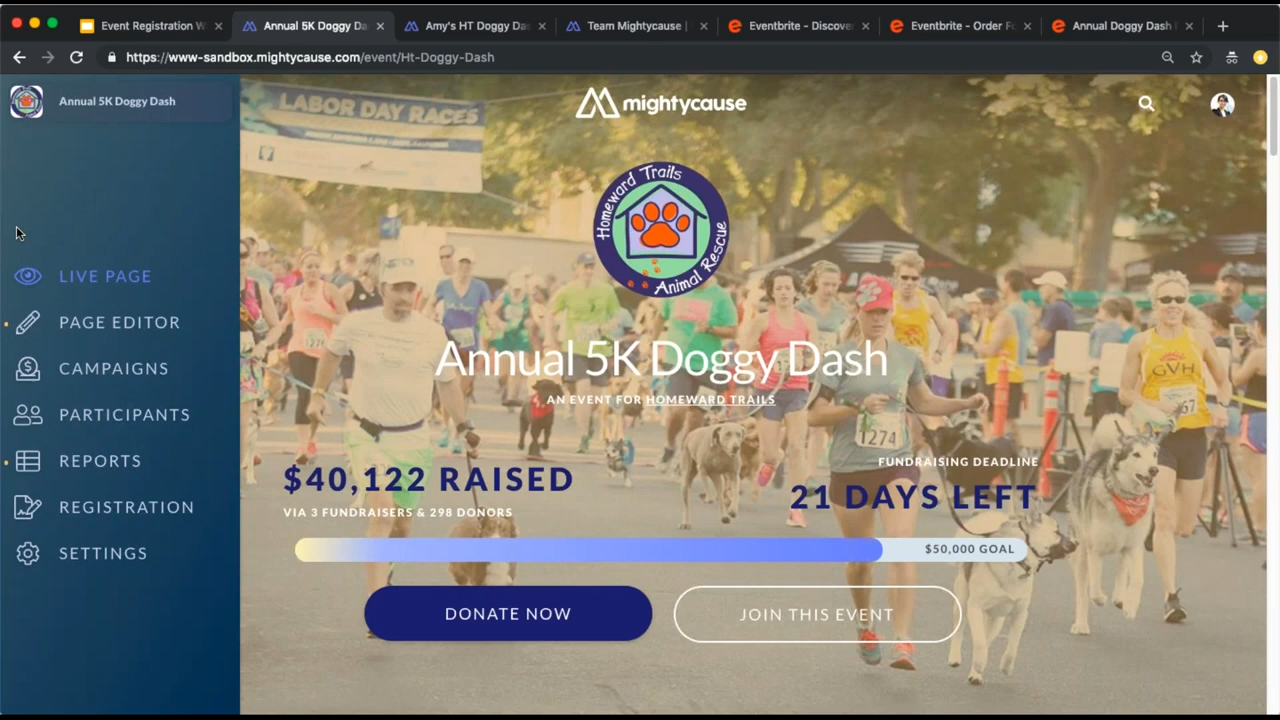 Event Registration W
Annual 5K Doggy Da
Amy's HT Doggy Da
Team Mightycause |
Eventbrite - Discove
Eventbrite - Order Fo
Annual Doggy Dash
https://www-sandbox.mightycause.com/event/Ht-Doggy-Dash
Annual 5K Doggy Dash
mightycause
LABOR DAY RACES
Homeward Trails
Animal Rescue
LIVE PAGE
PAGE EDITOR
CAMPAIGNS
PARTICIPANTS
REPORTS
REGISTRATION
SETTINGS
Annual 5K Doggy Dash
AN EVENT FOR HOMEWARD TRAILS
GVH
1274
$40,122 RAISED
VIA 3 FUNDRAISERS & 298 DONORS
FUNDRAISING DEADLINE
21 DAYS LEFT
$50,000 GOAL
DONATE NOW
JOIN THIS EVENT